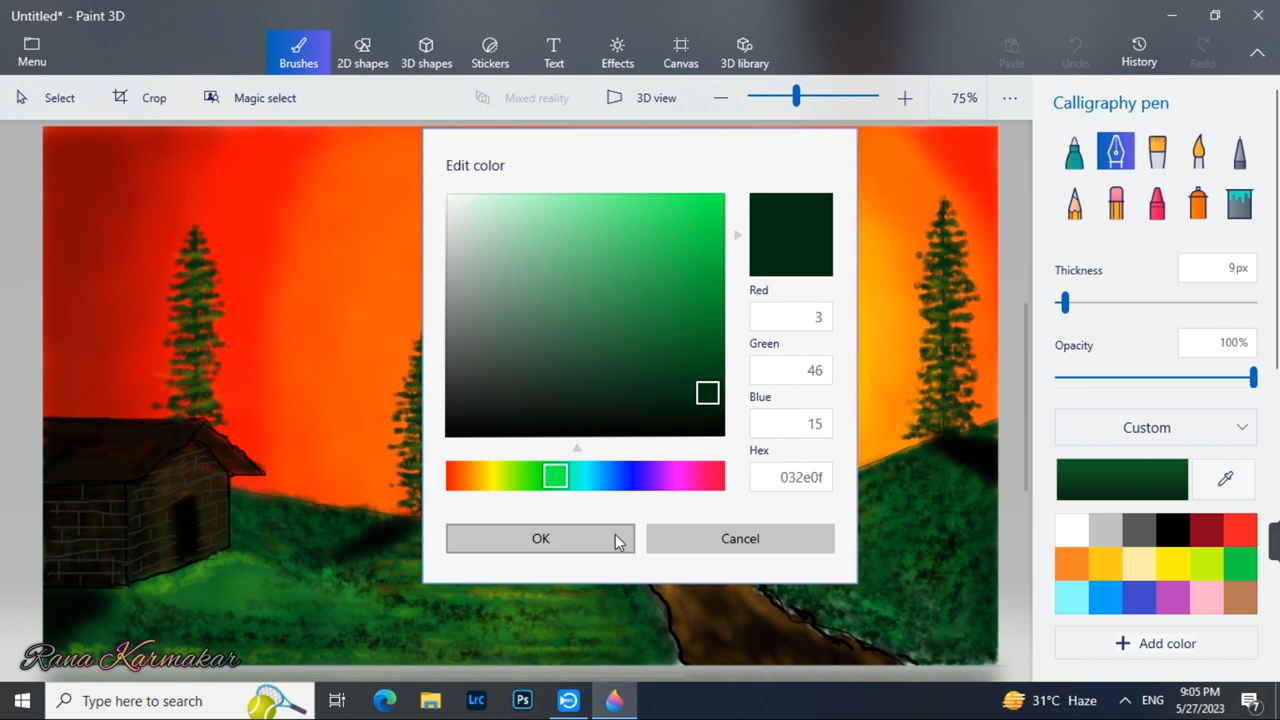 Untitled* - Paint 3D
Menu
Brushes
2D shapes
3D shapes
Stickers
Text
Effects
Canvas
3D library
Paste
Undo
History
Redo
Select
Crop
Magic select
Mixed reality
3D view
75%
Calligraphy pen
Thickness
9px
Opacity
100%
Custom
Add color
Edit color
Red
3
Green
46
Blue
15
Hex
032e0f
OK
Cancel
Rana Karmakar
Type here to search
Lrc
Ps
31°C Haze
ENG
9:05 PM
5/27/2023
7